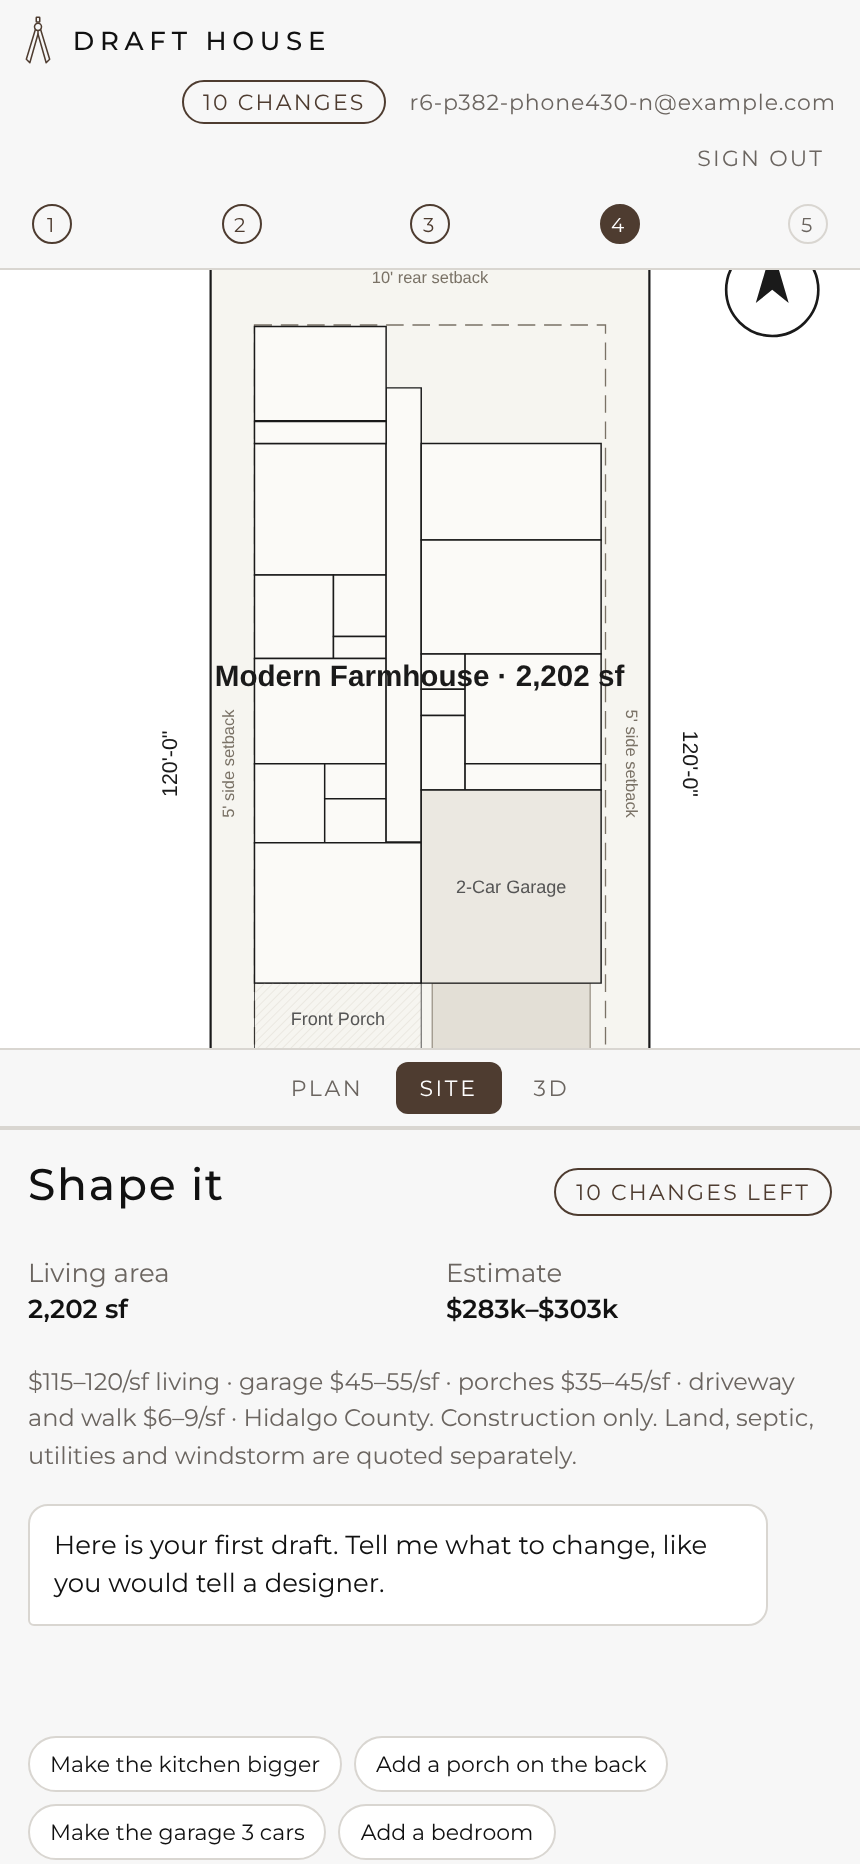 DRAFT HOUSE
10 CHANGES
r6-p382-phone430-n@example.com
SIGN OUT
1
2
3
4
5
10' rear setback
Modern Farmhouse · 2,202 sf
120'-0"
5' side setback
5' side setback
120'-0"
2-Car Garage
Front Porch
PLAN
SITE
3D
Shape it
10 CHANGES LEFT
Living area
Estimate
2,202 sf
$283k–$303k
$115–120/sf living · garage $45–55/sf · porches $35–45/sf · driveway
and walk $6–9/sf · Hidalgo County. Construction only. Land, septic,
utilities and windstorm are quoted separately.
Here is your first draft. Tell me what to change, like
you would tell a designer.
Make the kitchen bigger
Add a porch on the back
Make the garage 3 cars
Add a bedroom